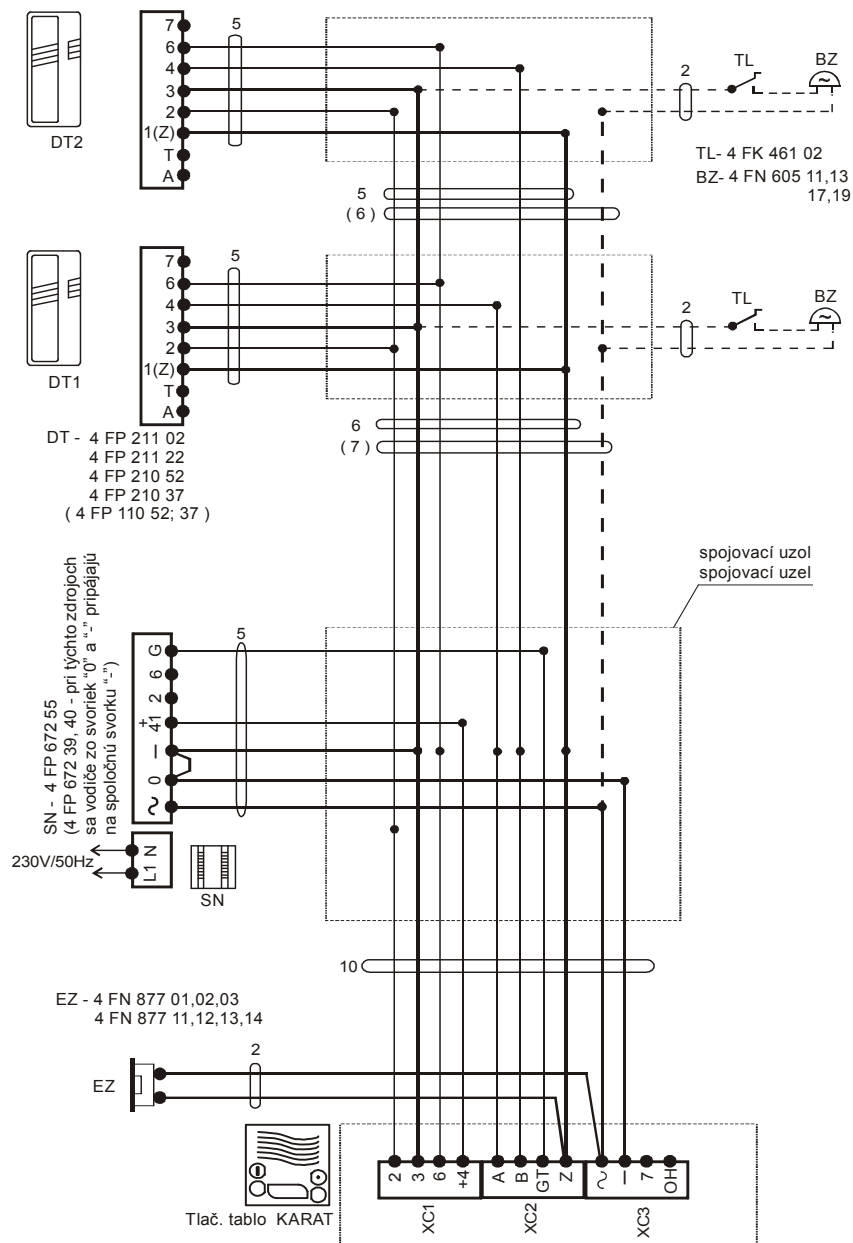 7
6
4
3
2
1(Z)
T
A
5
DT2
2
TL
BZ
TL- 4 FK 461 02
BZ- 4 FN 605 11,13
17,19
5
( 6 )
7
6
4
3
2
1(Z)
T
A
5
DT1
2
TL
BZ
6
( 7 )
DT - 4 FP 211 02
4 FP 211 22
4 FP 210 52
4 FP 210 37
( 4 FP 110 52; 37 )
spojovací uzol
spojovací uzel
SN - 4 FP 672 55
(4 FP 672 39, 40 - pri týchto zdrojoch
sa vodiče zo svoriek "0" a "-" pripájajú
na spoločnú svorku "-")
G
6
2
+
41
–
0
~
5
L1 N
230V/50Hz
SN
10
EZ - 4 FN 877 01,02,03
4 FN 877 11,12,13,14
2
EZ
Tlač. tablo KARAT
2
3
6
+4
A
B
GT
Z
~
–
7
OH
XC1
XC2
XC3